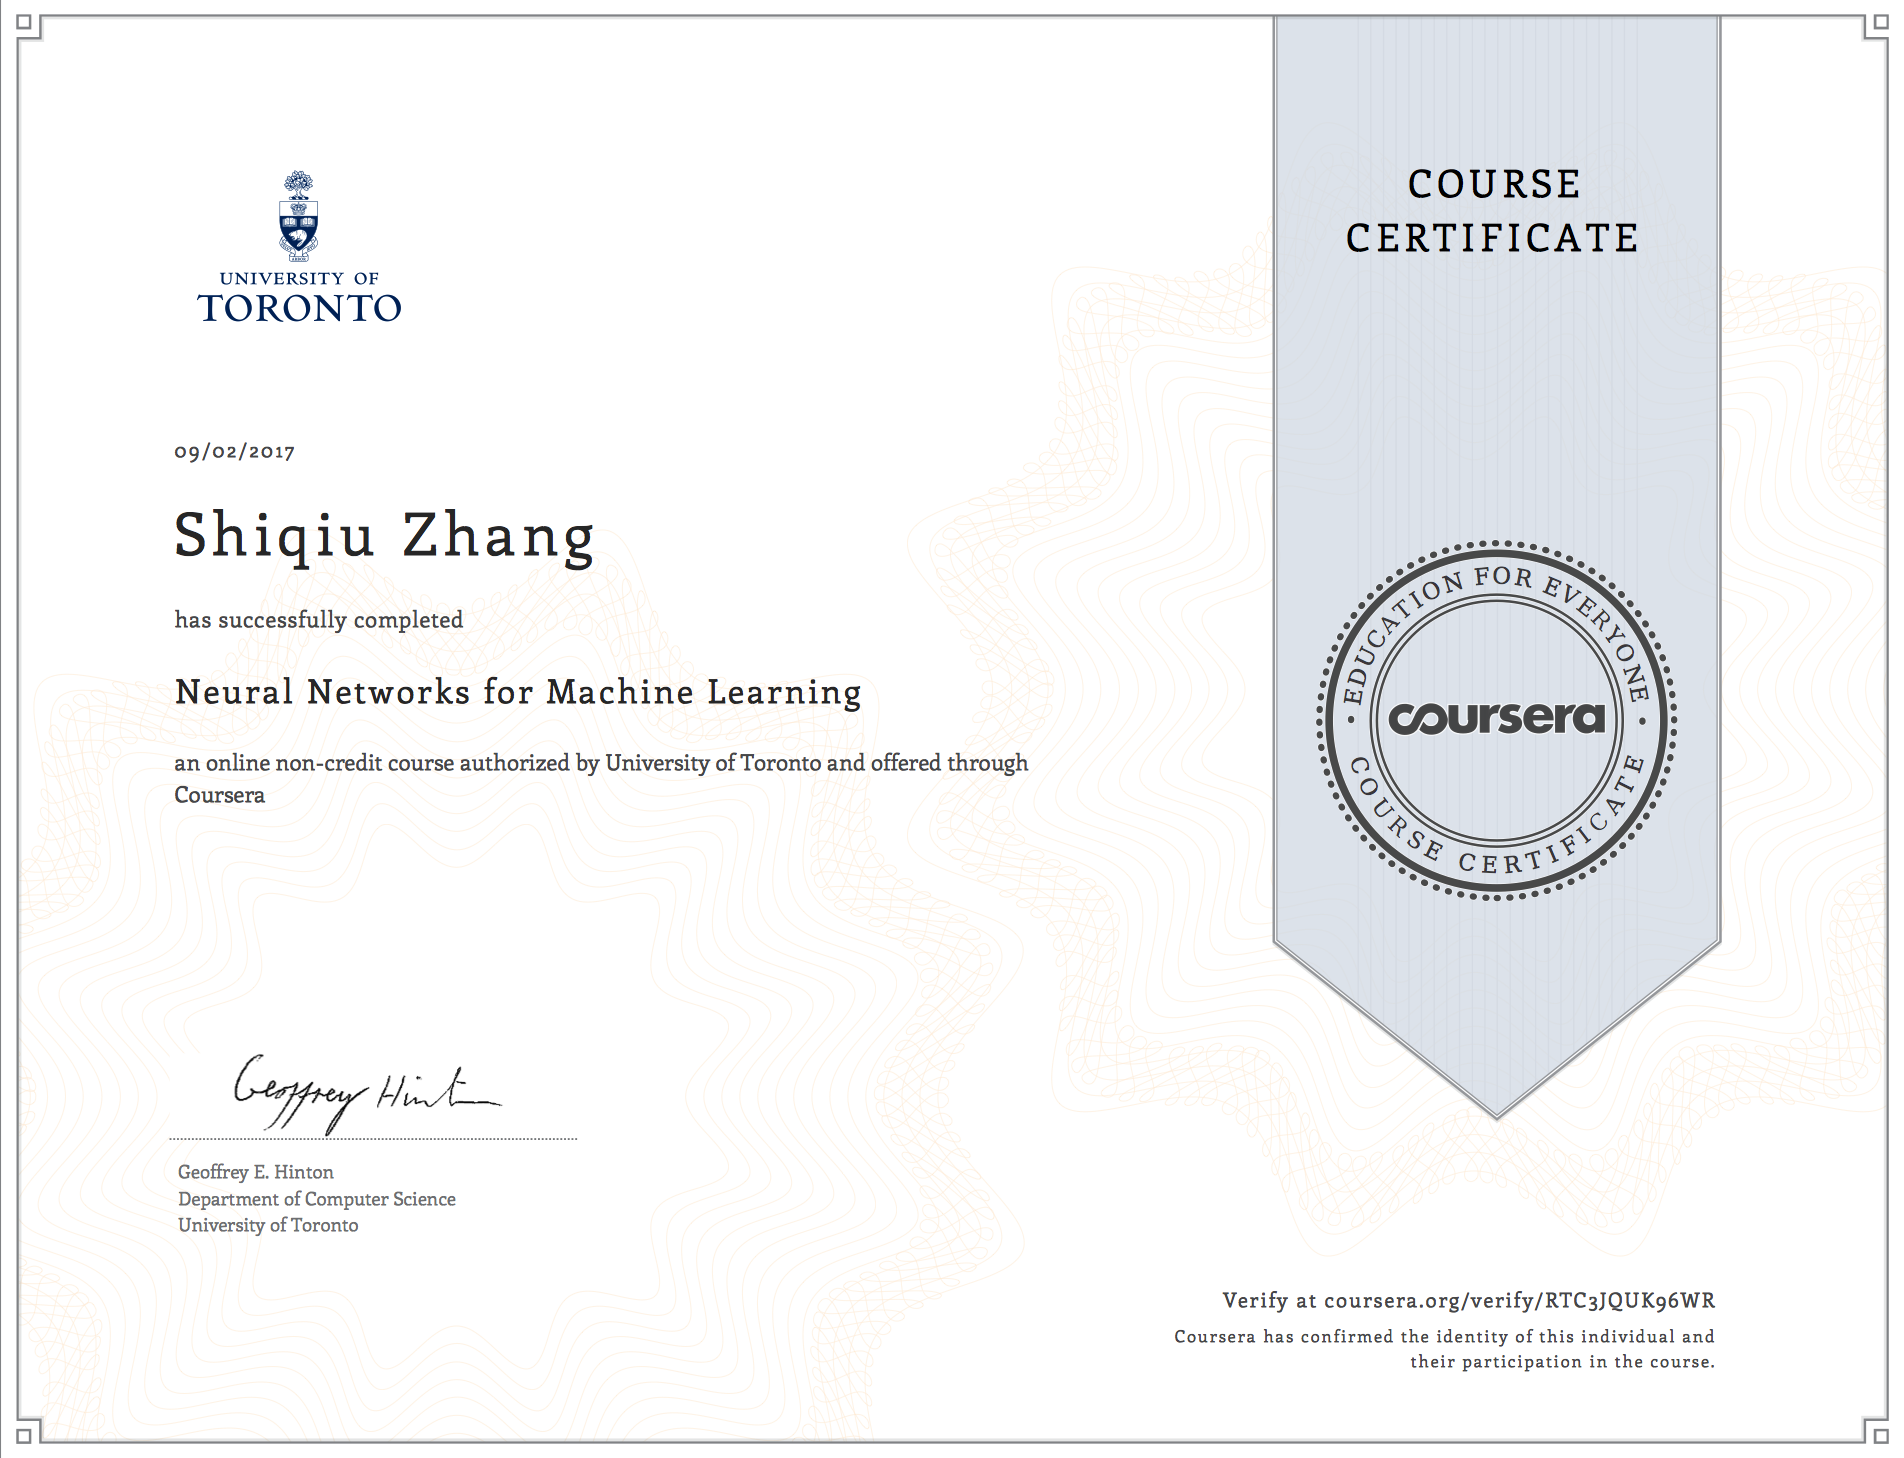 UNIVERSITY OF
TORONTO
09/02/2017
Shiqiu Zhang
has successfully completed
Neural Networks for Machine Learning
an online non-credit course authorized by University of Toronto and offered through
Coursera
Geoffrey Hinton
Geoffrey E. Hinton
Department of Computer Science
University of Toronto
COURSE
CERTIFICATE
EDUCATION FOR EVERYONE
coursera
COURSE CERTIFICATE
Verify at coursera.org/verify/RTC3JQUK96WR
Coursera has confirmed the identity of this individual and
their participation in the course.